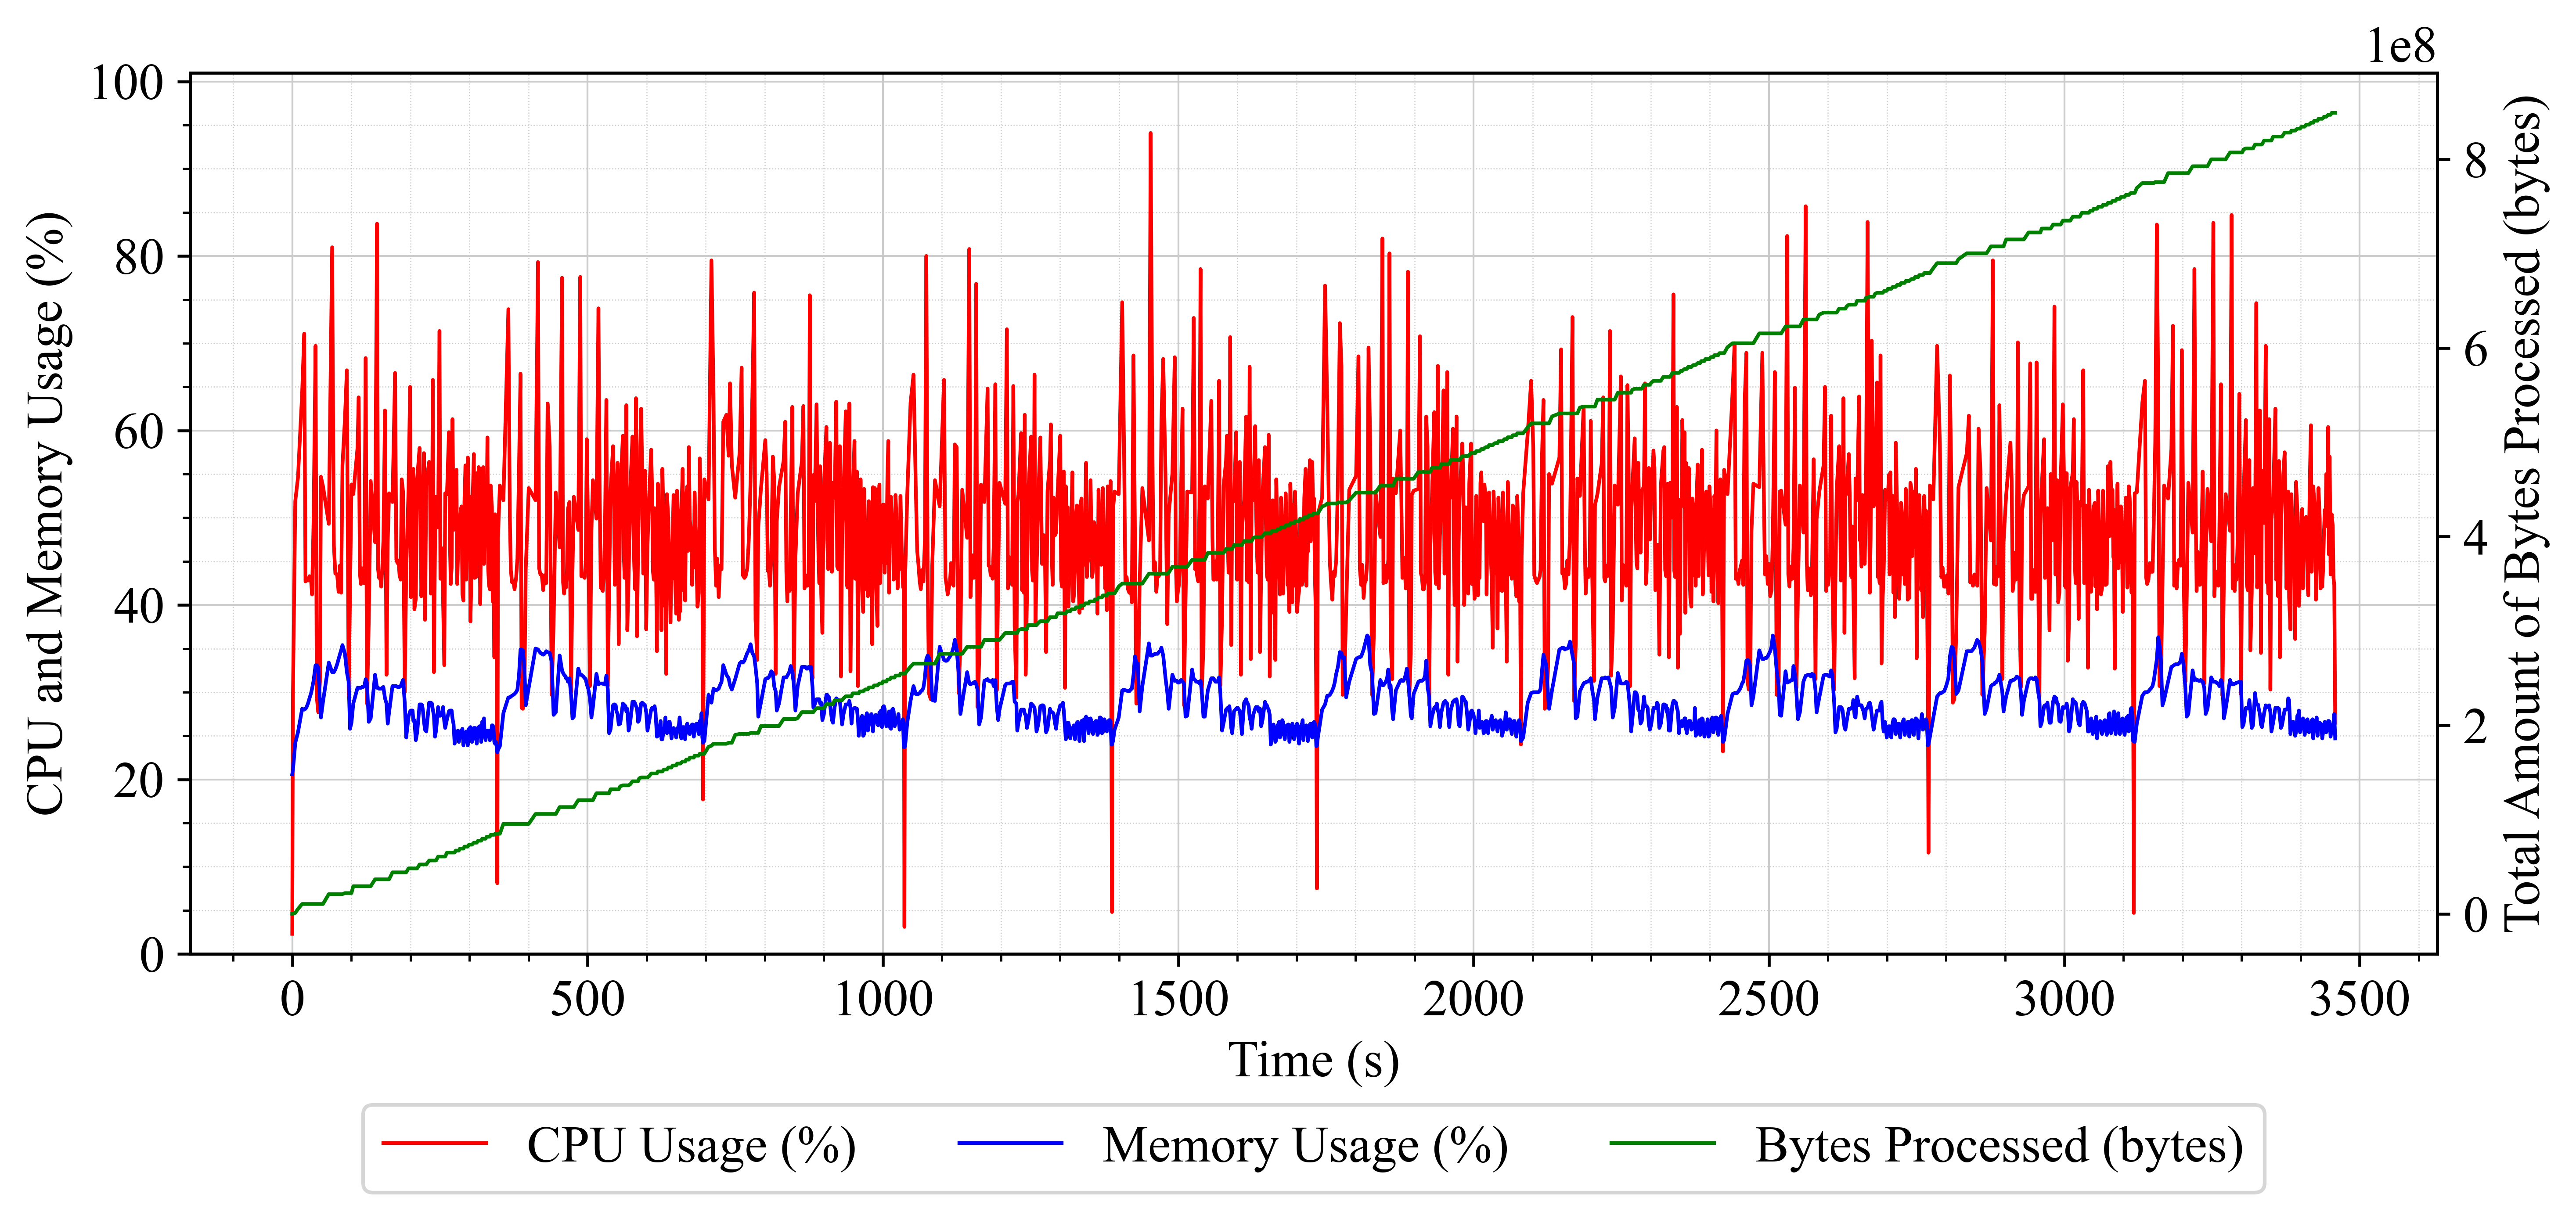 1e8
100
80
60
40
20
0
CPU and Memory Usage (%)
8
6
4
2
0
Total Amount of Bytes Processed (bytes)
0 500 1000 1500 2000 2500 3000 3500
Time (s)
CPU Usage (%) Memory Usage (%) Bytes Processed (bytes)